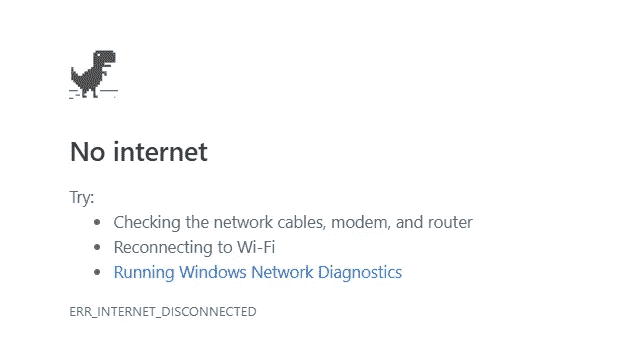 No internet
Try:
• Checking the network cables, modem, and router
• Reconnecting to Wi-Fi
• Running Windows Network Diagnostics
ERR_INTERNET_DISCONNECTED